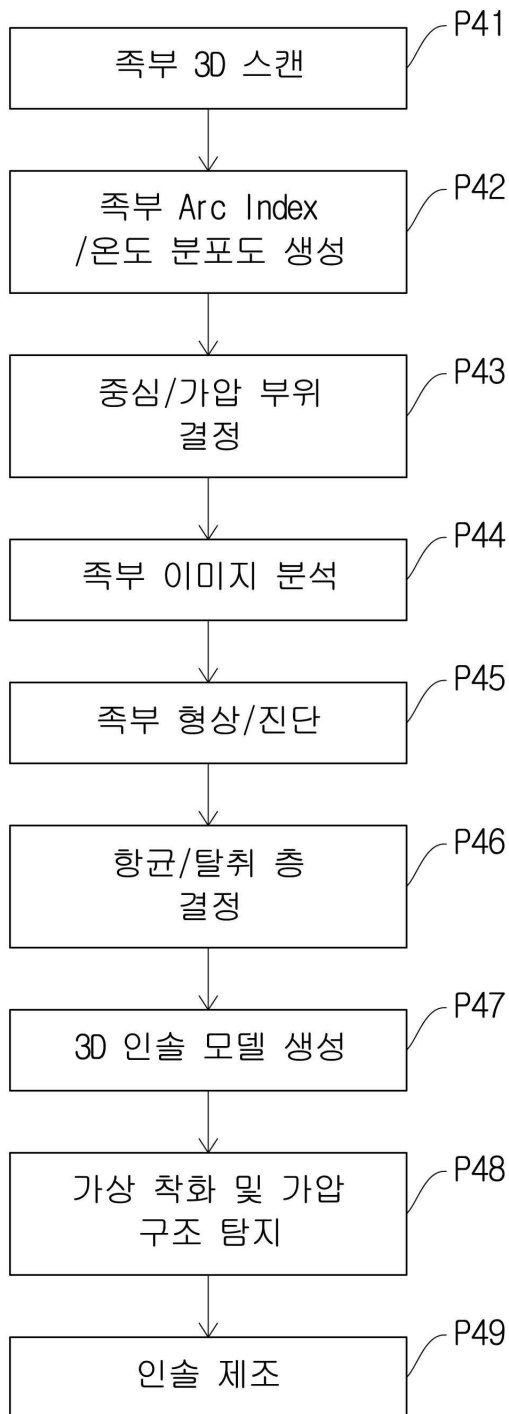 P41
족부 3D 스캔
P42
족부 Arc Index
/온도 분포도 생성
P43
중심/가압 부위
결정
P44
족부 이미지 분석
P45
족부 형상/진단
P46
항균/탈취 층
결정
P47
3D 인솔 모델 생성
P48
가상 착화 및 가압
구조 탐지
P49
인솔 제조